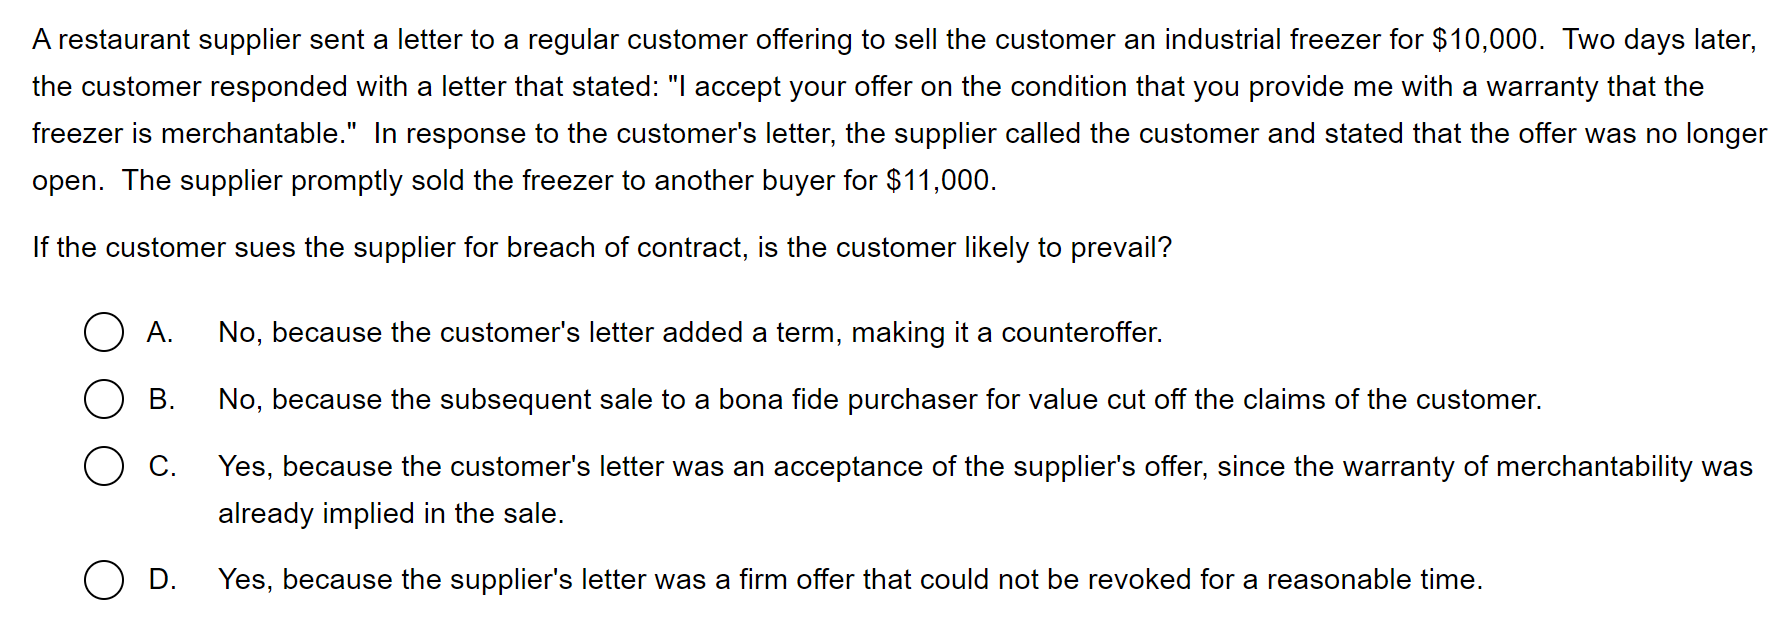 A restaurant supplier sent a letter to a regular customer offering to sell the customer an industrial freezer for $10,000.  Two days later,
the customer responded with a letter that stated: "I accept your offer on the condition that you provide me with a warranty that the
freezer is merchantable."  In response to the customer's letter, the supplier called the customer and stated that the offer was no longer
open.  The supplier promptly sold the freezer to another buyer for $11,000.
If the customer sues the supplier for breach of contract, is the customer likely to prevail?
A. No, because the customer's letter added a term, making it a counteroffer.
B. No, because the subsequent sale to a bona fide purchaser for value cut off the claims of the customer.
C. Yes, because the customer's letter was an acceptance of the supplier's offer, since the warranty of merchantability was
already implied in the sale.
D. Yes, because the supplier's letter was a firm offer that could not be revoked for a reasonable time.